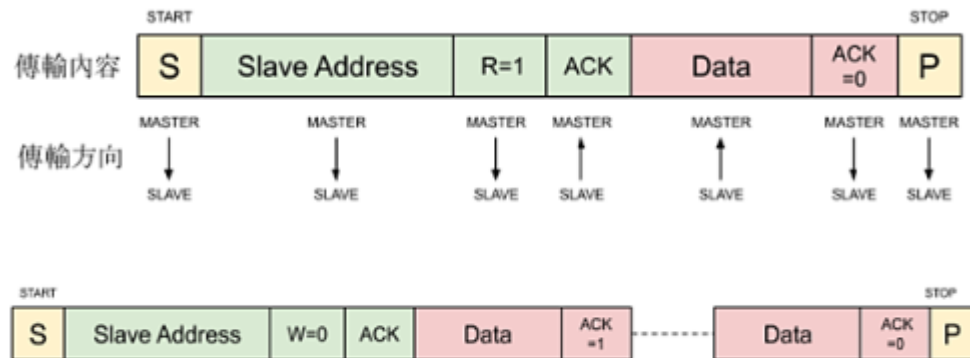 START STOP
傳輸內容 S Slave Address R=1 ACK Data ACK =0 P
MASTER MASTER MASTER MASTER MASTER MASTER MASTER
傳輸方向
SLAVE SLAVE SLAVE SLAVE SLAVE SLAVE SLAVE
START STOP
S Slave Address W=0 ACK Data ACK =1 Data ACK =0 P